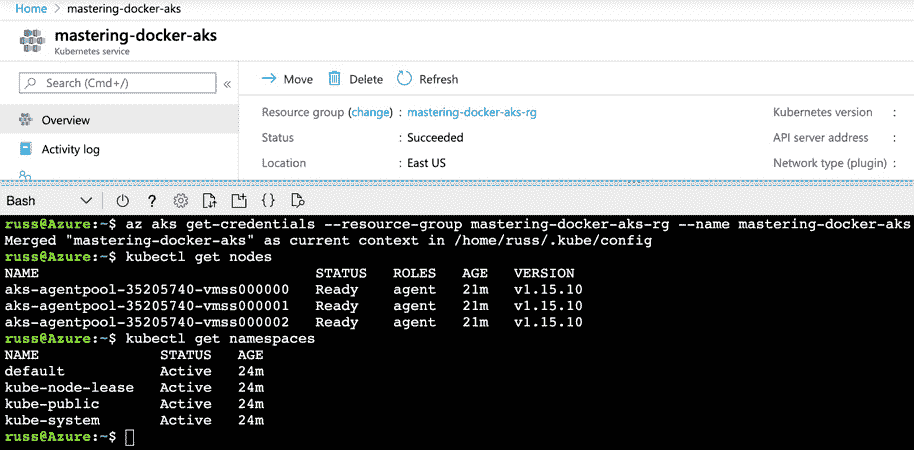 Home > mastering-docker-aks
mastering-docker-aks
Kubernetes service
Search (Cmd+/) «
Move Delete Refresh
Overview
Activity log
Resource group (change) : mastering-docker-aks-rg
Status : Succeeded
Location : East US
Kubernetes version :
API server address :
Network type (plugin) :
Bash ? {}
russ@Azure:~$ az aks get-credentials --resource-group mastering-docker-aks-rg --name mastering-docker-aks
Merged "mastering-docker-aks" as current context in /home/russ/.kube/config
russ@Azure:~$ kubectl get nodes
NAME STATUS ROLES AGE VERSION
aks-agentpool-35205740-vmss000000 Ready agent 21m v1.15.10
aks-agentpool-35205740-vmss000001 Ready agent 21m v1.15.10
aks-agentpool-35205740-vmss000002 Ready agent 21m v1.15.10
russ@Azure:~$ kubectl get namespaces
NAME STATUS AGE
default Active 24m
kube-node-lease Active 24m
kube-public Active 24m
kube-system Active 24m
russ@Azure:~$